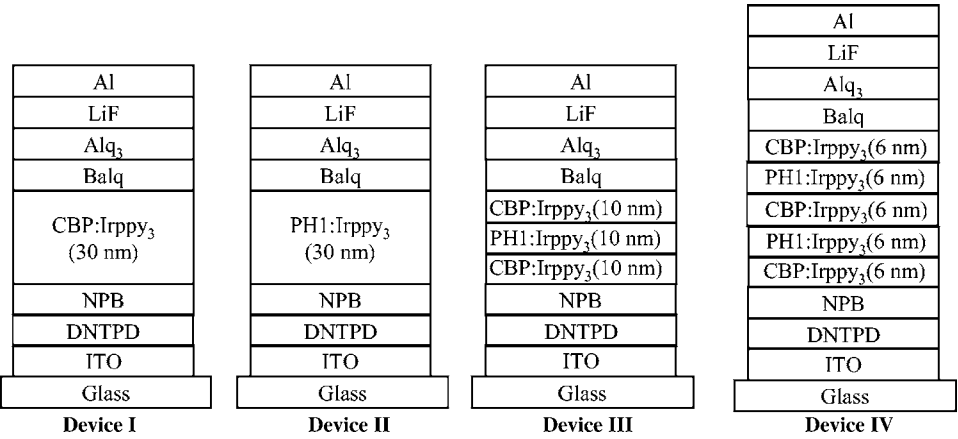 Al
LiF
Alq3
Balq
CBP:Irppy3
(30 nm)
NPB
DNTPD
ITO
Glass
Device I
Al
LiF
Alq3
Balq
PH1:Irppy3
(30 nm)
NPB
DNTPD
ITO
Glass
Device II
Al
LiF
Alq3
Balq
CBP:Irppy3(10 nm)
PH1:Irppy3(10 nm)
CBP:Irppy3(10 nm)
NPB
DNTPD
ITO
Glass
Device III
Al
LiF
Alq3
Balq
CBP:Irppy3(6 nm)
PH1:Irppy3(6 nm)
CBP:Irppy3(6 nm)
PH1:Irppy3(6 nm)
CBP:Irppy3(6 nm)
NPB
DNTPD
ITO
Glass
Device IV